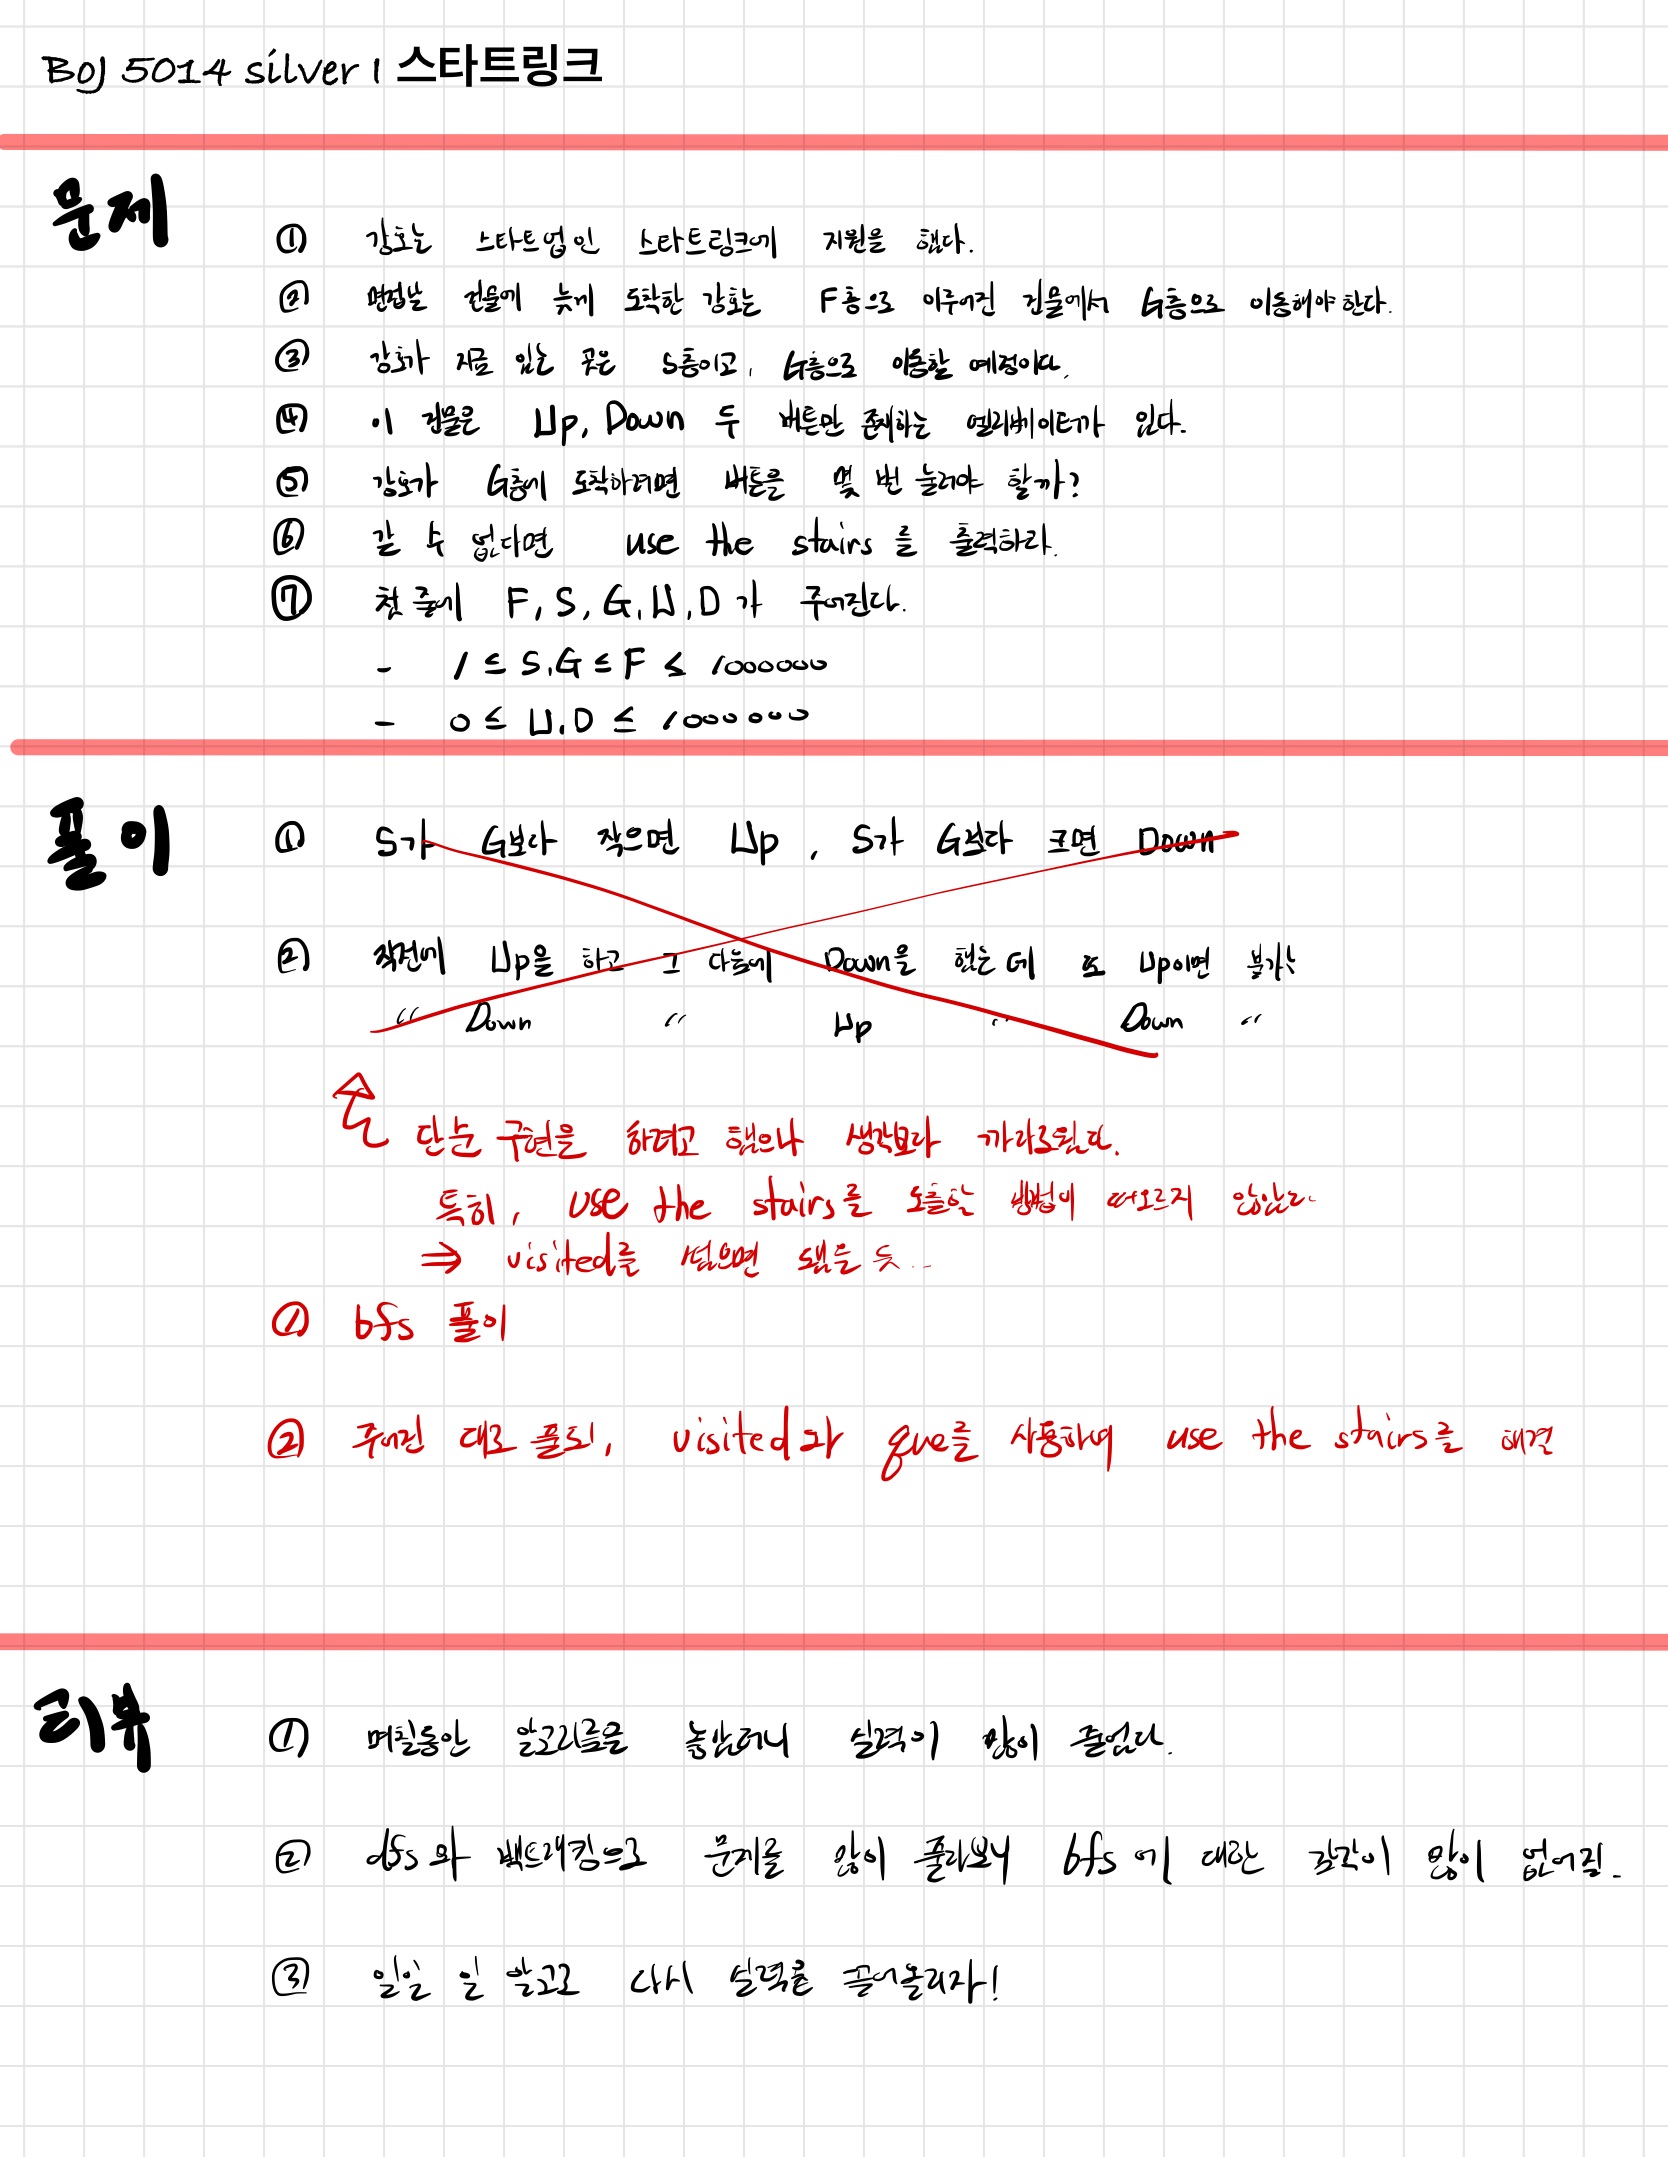 BOJ 5014 silver 1 스타트링크
문제
① 강호는 스타트업인 스타트링크에 지원을 했다.
② 면접날 건물에 늦게 도착한 강호는 F층으로 이루어진 건물에서 G층으로 이동해야 한다.
③ 강호가 지금 있는 곳은 S층이고, G층으로 이동할 예정이다.
④ 이 건물은 Up, Down 두 버튼만 존재하는 엘리베이터가 있다.
⑤ 강호가 G층에 도착하려면 버튼을 몇 번 눌러야 할까?
⑥ 갈 수 없다면 use the stairs를 출력하라.
⑦ 첫 줄에 F, S, G, U, D가 주어진다.
- 1 ≤ S, G ≤ F ≤ 1000000
- 0 ≤ U, D ≤ 1000000
풀이
① S가 G보다 작으면 Up, S가 G보다 크면 Down
② 직전에 Up을 하고 그 다음에 Down을 했는데 또 Up이면 불가능
〃 Down 〃 Up 〃 Down 〃
단순 구현을 하려고 했으나 생각보다 까다로웠다.
특히, use the stairs를 도출할 방법이 떠오르지 않았다.
⇒ visited를 썼으면 됐을 듯..
① bfs 풀이
② 주어진 대로 풀되, visited와 que를 사용하여 use the stairs를 해결
리뷰
① 며칠동안 알고리즘을 놓았더니 실력이 많이 줄었다.
② dfs와 백트래킹으로 문제를 많이 풀다보니 bfs에 대한 감각이 많이 없어짐.
③ 일일 일 알고로 다시 실력을 끌어올리자!